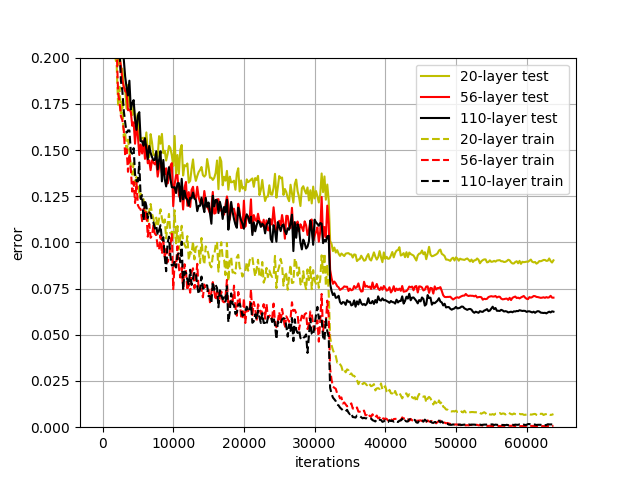 0.200
0.175
0.150
0.125
0.100
0.075
0.050
0.025
0.000
error
0 10000 20000 30000 40000 50000 60000
iterations
20-layer test
56-layer test
110-layer test
20-layer train
56-layer train
110-layer train